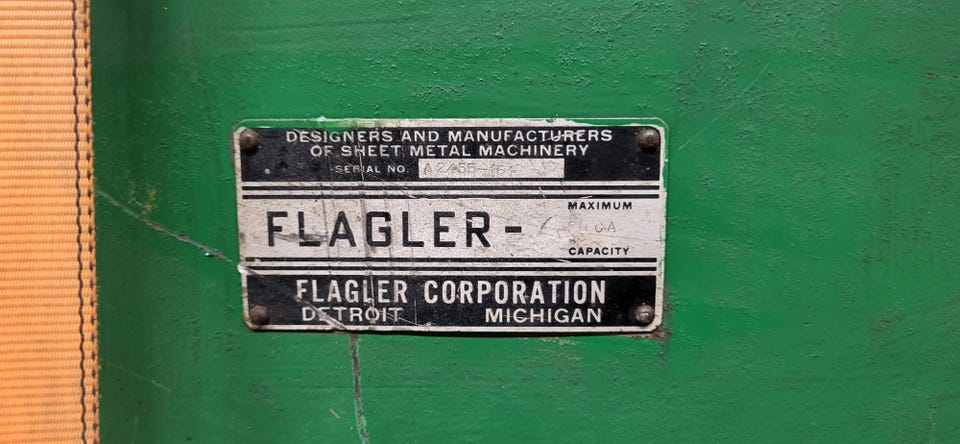 DESIGNERS AND MANUFACTURERS
OF SHEET METAL MACHINERY
SERIAL NO.
MAXIMUM
FLAGLER-
CAPACITY
FLAGLER CORPORATION
DETROIT MICHIGAN